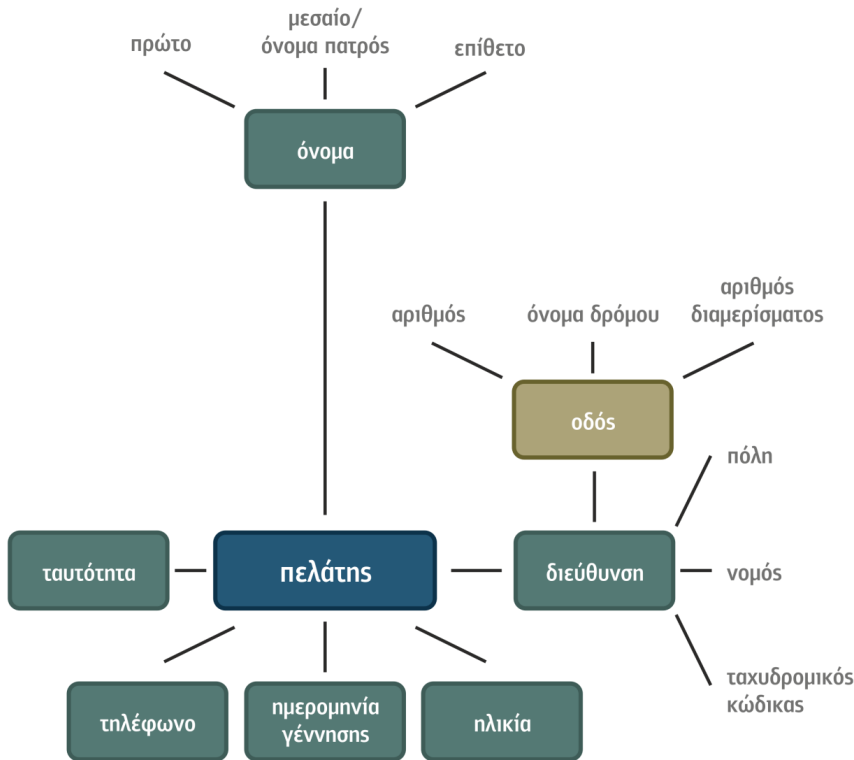 πρώτο
μεσαίο/
όνομα πατρός
επίθετο
όνομα
αριθμός
όνομα δρόμου
αριθμός
διαμερίσματος
οδός
πόλη
ταυτότητα
πελάτης
διεύθυνση
νομός
ταχυδρομικός
κώδικας
τηλέφωνο
ημερομηνία
γέννησης
ηλικία